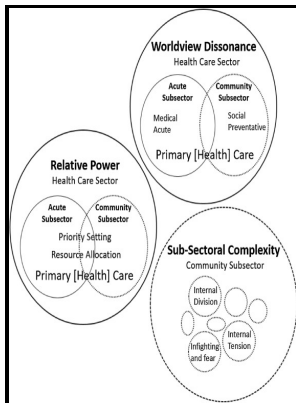 Worldview Dissonance
Health Care Sector
Acute
Subsector
Community
Subsector
Medical
Acute
Social
Preventative
Primary [Health] Care
Relative Power
Health Care Sector
Acute
Subsector
Community
Subsector
Priority Setting
Resource Allocation
Primary [Health] Care
Sub-Sectoral Complexity
Community Subsector
Internal
Division
Internal
Tension
Infighting
and fear